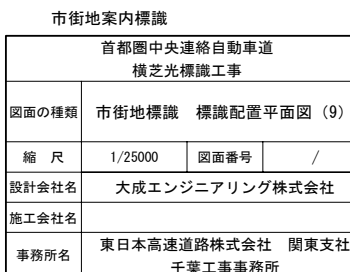 市街地案内標識
首都圏中央連絡自動車道
横芝光標識工事
図面の種類 市街地標識 標識配置平面図（9）
縮 尺 1/25000 図面番号 /
設計会社名 大成エンジニアリング株式会社
施工会社名
事務所名 東日本高速道路株式会社 関東支社
千葉工事事務所